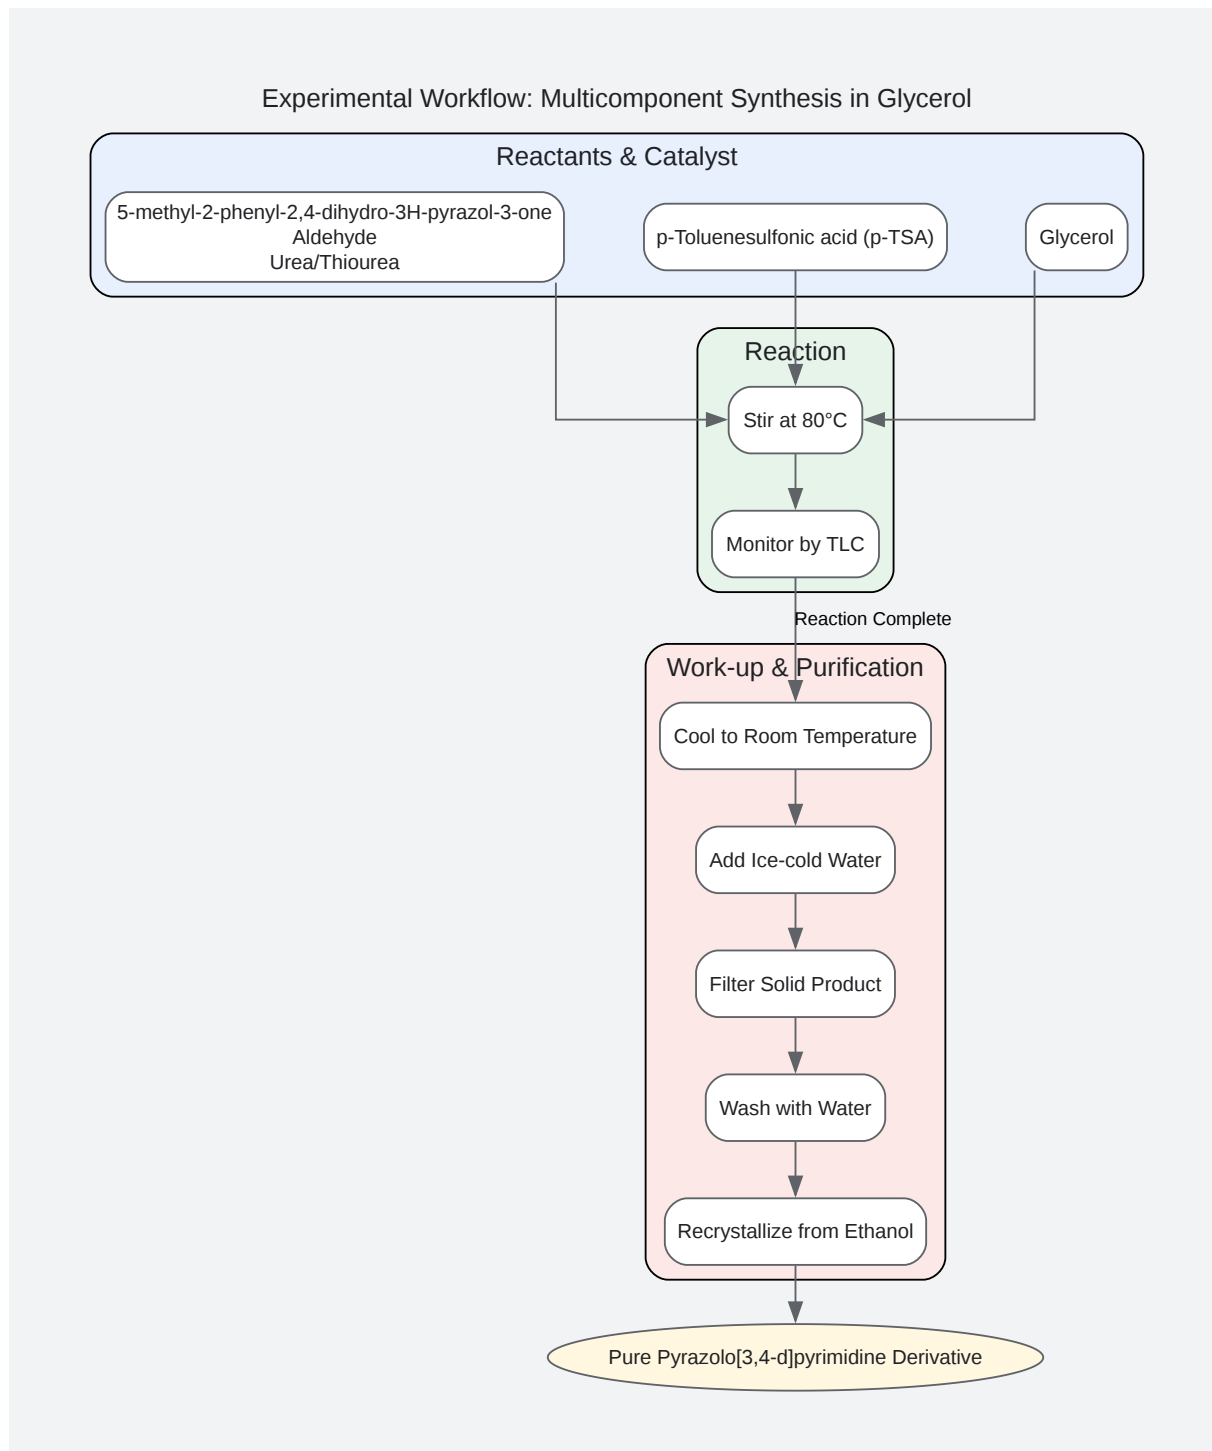 Experimental Workflow: Multicomponent Synthesis in Glycerol
Reactants & Catalyst
5-methyl-2-phenyl-2,4-dihydro-3H-pyrazol-3-one
Aldehyde
Urea/Thiourea
p-Toluenesulfonic acid (p-TSA)
Glycerol
Reaction
Stir at 80°C
Monitor by TLC
Reaction Complete
Work-up & Purification
Cool to Room Temperature
Add Ice-cold Water
Filter Solid Product
Wash with Water
Recrystallize from Ethanol
Pure Pyrazolo[3,4-d]pyrimidine Derivative